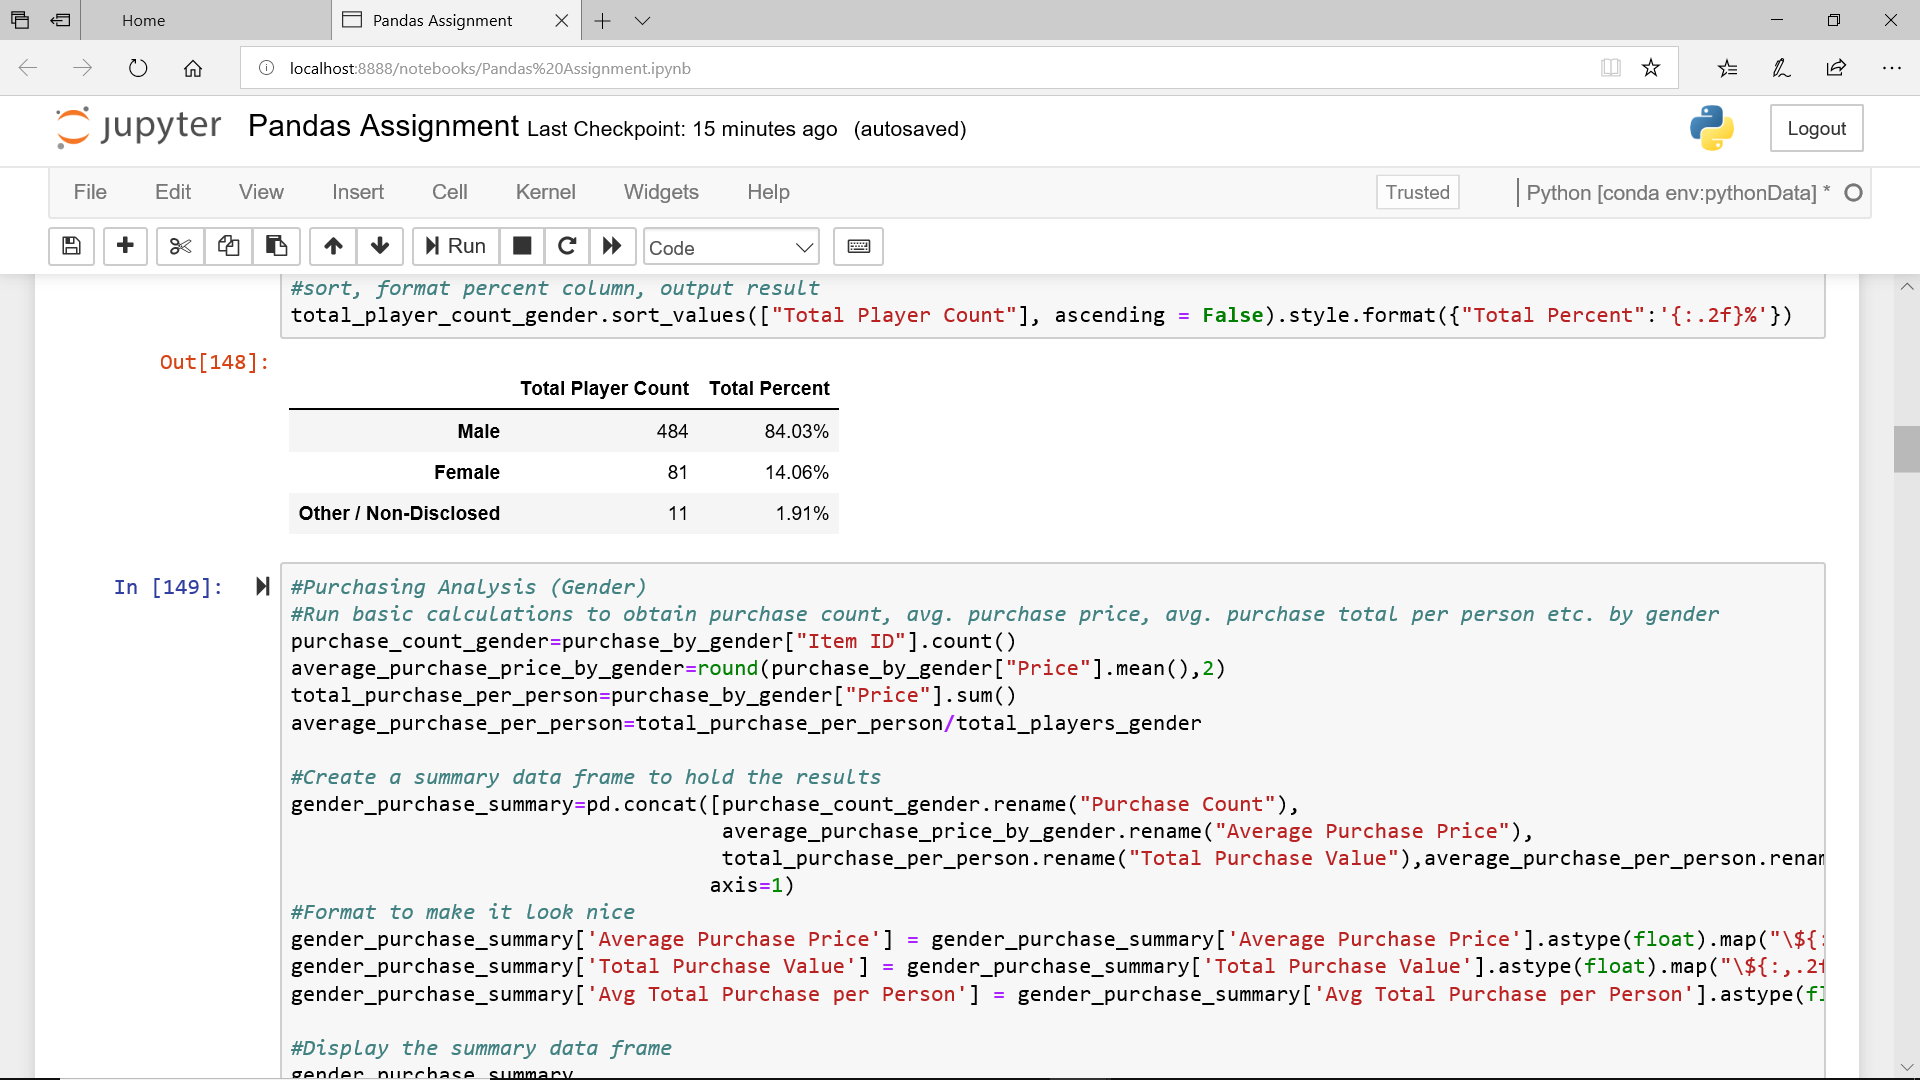 Home
Pandas Assignment
localhost:8888/notebooks/Pandas%20Assignment.ipynb
jupyter Pandas Assignment Last Checkpoint: 15 minutes ago (autosaved)
Logout
File Edit View Insert Cell Kernel Widgets Help
Trusted
Python [conda env:pythonData] *
Run
Code
#sort, format percent column, output result
total_player_count_gender.sort_values(["Total Player Count"], ascending = False).style.format({"Total Percent":'{:.2f}%'})
Out[148]:
Total Player Count Total Percent
Male 484 84.03%
Female 81 14.06%
Other / Non-Disclosed 11 1.91%
In [149]:
#Purchasing Analysis (Gender)
#Run basic calculations to obtain purchase count, avg. purchase price, avg. purchase total per person etc. by gender
purchase_count_gender=purchase_by_gender["Item ID"].count()
average_purchase_price_by_gender=round(purchase_by_gender["Price"].mean(),2)
total_purchase_per_person=purchase_by_gender["Price"].sum()
average_purchase_per_person=total_purchase_per_person/total_players_gender
#Create a summary data frame to hold the results
gender_purchase_summary=pd.concat([purchase_count_gender.rename("Purchase Count"),
average_purchase_price_by_gender.rename("Average Purchase Price"),
total_purchase_per_person.rename("Total Purchase Value"),average_purchase_per_person.renam
axis=1)
#Format to make it look nice
gender_purchase_summary['Average Purchase Price'] = gender_purchase_summary['Average Purchase Price'].astype(float).map("\${:
gender_purchase_summary['Total Purchase Value'] = gender_purchase_summary['Total Purchase Value'].astype(float).map("\${:,.2f
gender_purchase_summary['Avg Total Purchase per Person'] = gender_purchase_summary['Avg Total Purchase per Person'].astype(fl
#Display the summary data frame
gender_purchase_summary